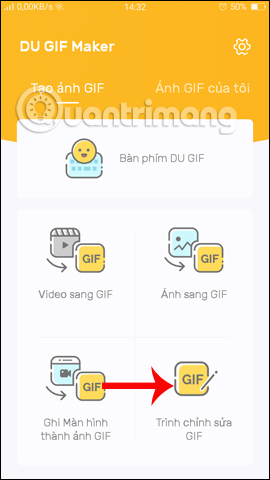 0,00KB/s 14:32 50%
DU GIF Maker
Tạo ảnh GIF Ảnh GIF của tôi
Quantrimang
Bàn phím DU GIF
GIF GIF
Video sang GIF Ảnh sang GIF
GIF GIF
Ghi Màn hình Trình chỉnh sửa
thành ảnh GIF GIF